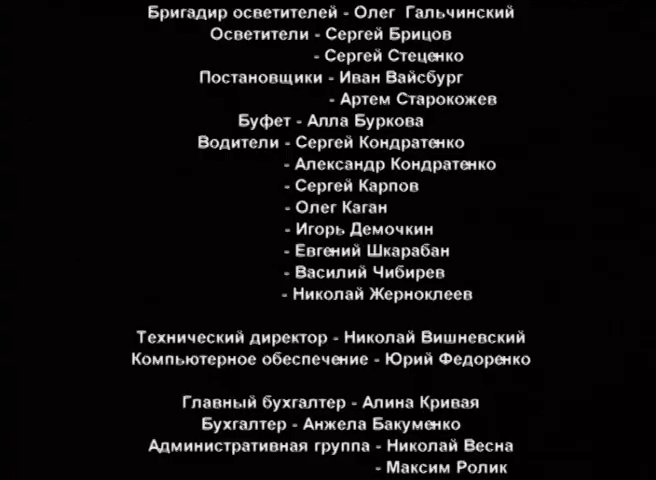 Бригадир осветителей - Олег Гальчинский
Осветители - Сергей Брицов
- Сергей Стеценко
Постановщики - Иван Вайсбург
- Артем Старокожев
Буфет - Алла Буркова
Водители - Сергей Кондратенко
- Александр Кондратенко
- Сергей Карпов
- Олег Каган
- Игорь Демочкин
- Евгений Шкарабан
- Василий Чибирев
- Николай Жерноклеев
Технический директор - Николай Вишневский
Компьютерное обеспечение - Юрий Федоренко
Главный бухгалтер - Алина Кривая
Бухгалтер - Анжела Бакуменко
Административная группа - Николай Весна
- Максим Ролик